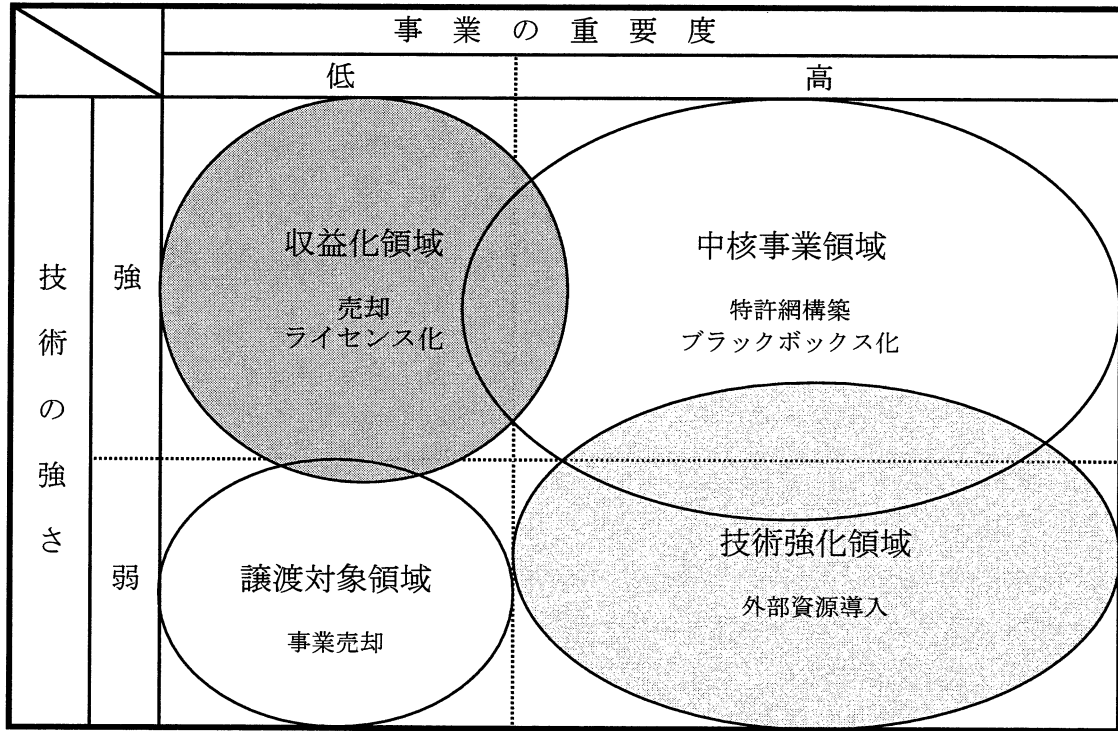 事業の重要度
低
高
技術の強さ
強
収益化領域
売却
ライセンス化
中核事業領域
特許網構築
ブラックボックス化
弱
譲渡対象領域
事業売却
技術強化領域
外部資源導入